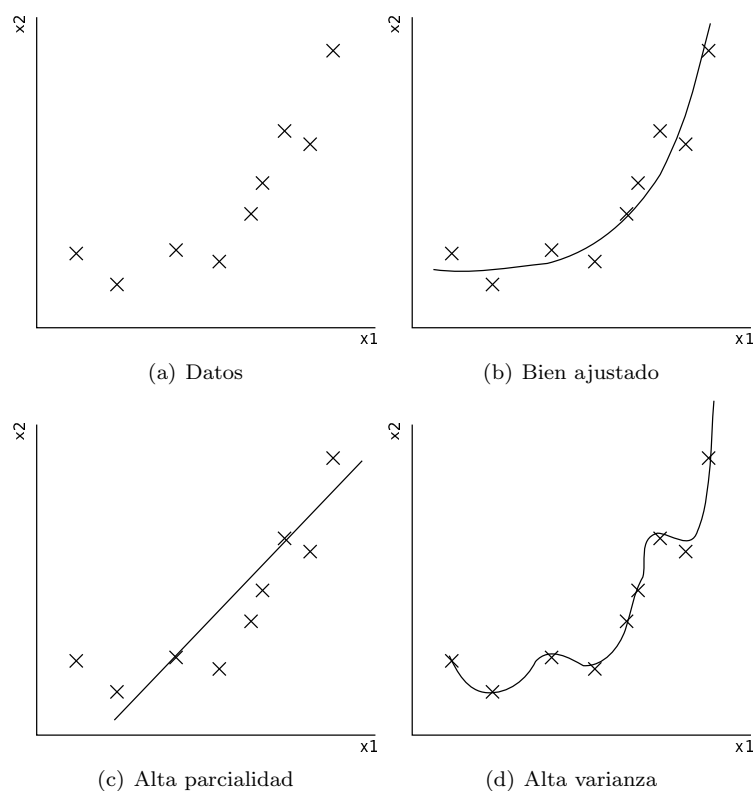 x2
x2
x1
x1
(a) Datos
(b) Bien ajustado
x2
x2
x1
x1
(c) Alta parcialidad
(d) Alta varianza